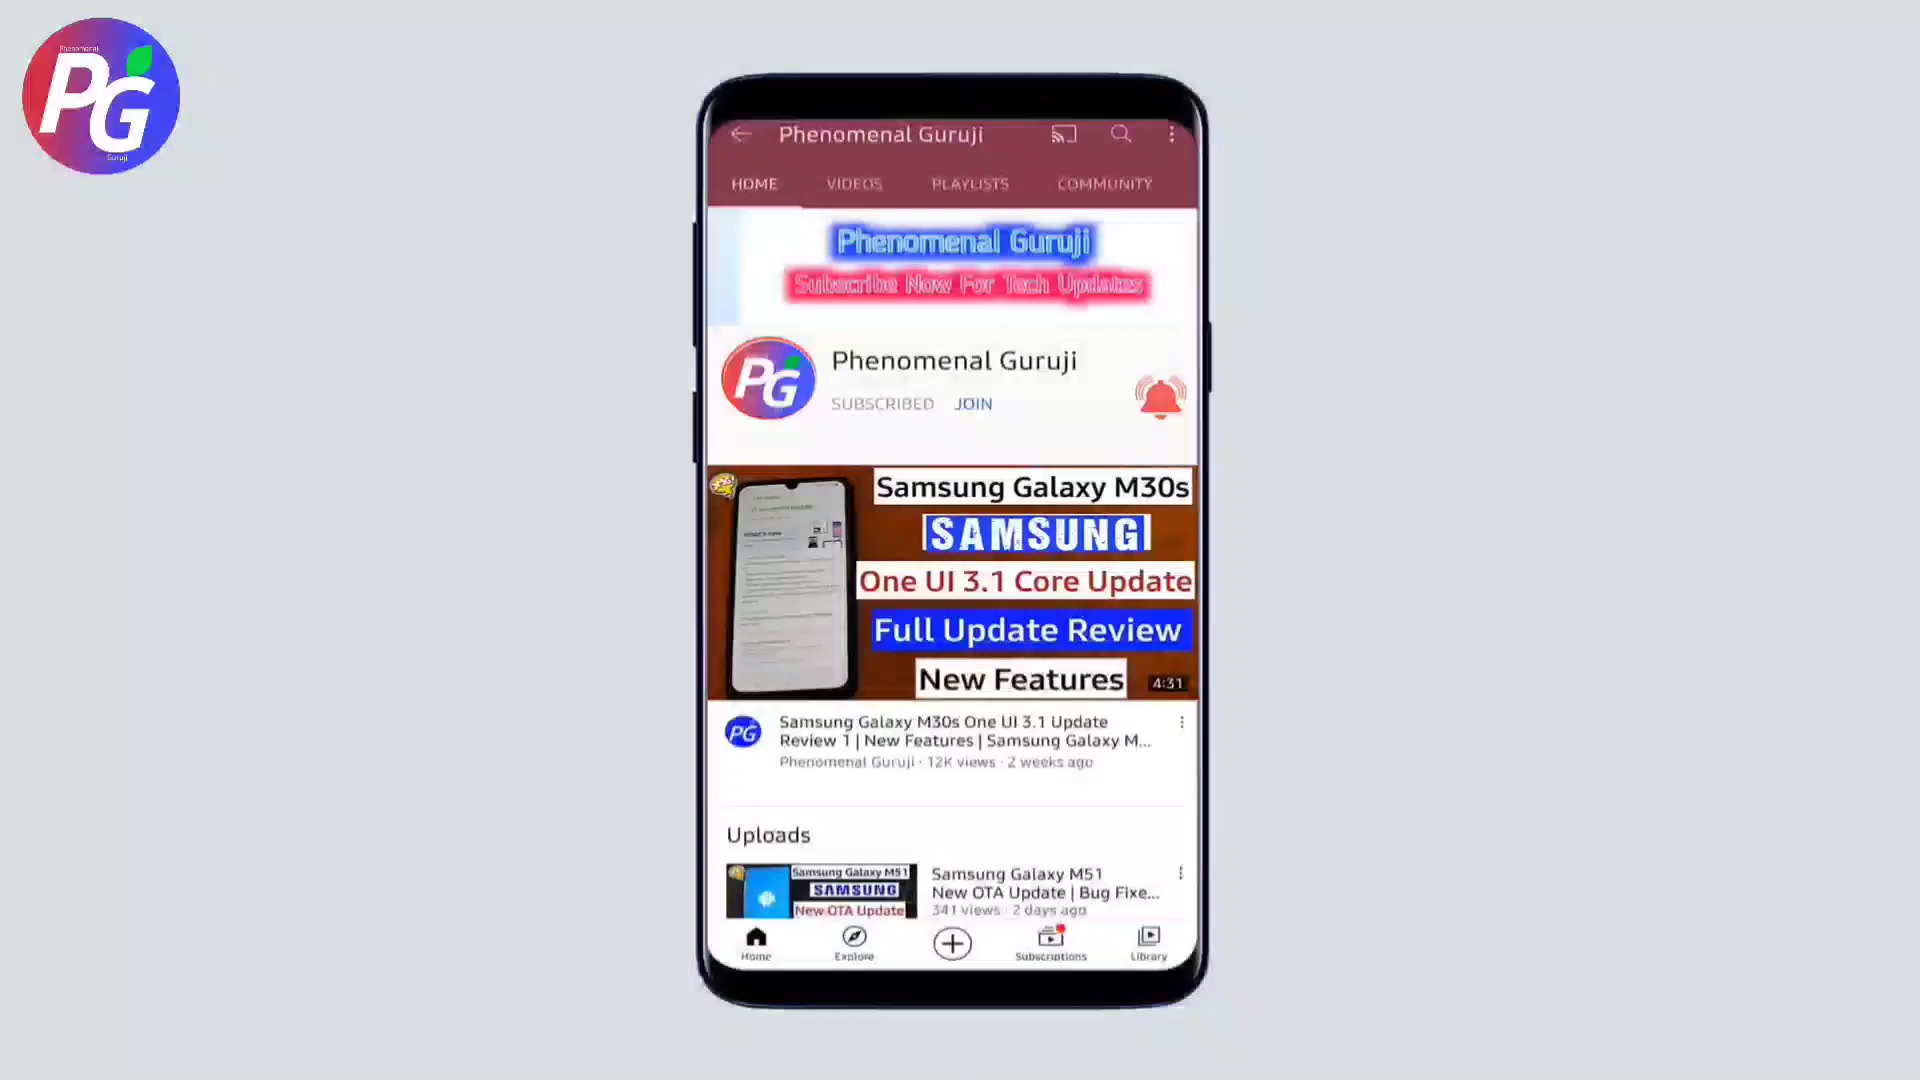 Phenomenal
PG
Guruji
Phenomenal Guruji
HOME VIDEOS PLAYLISTS COMMUNITY
Phenomenal Guruji
Subscribe Now For Tech Updates
PG
Phenomenal Guruji
SUBSCRIBED JOIN
Samsung Galaxy M30s
SAMSUNG
One UI 3.1 Core Update
Full Update Review
New Features
4:31
PG
Samsung Galaxy M30s One UI 3.1 Update
Review 1 | New Features | Samsung Galaxy M...
Phenomenal Guruji · 12K views · 2 weeks ago
Uploads
Samsung Galaxy M51
SAMSUNG
New OTA Update
Samsung Galaxy M51
New OTA Update | Bug Fixe...
341 views · 2 days ago
Home Explore Subscriptions Library